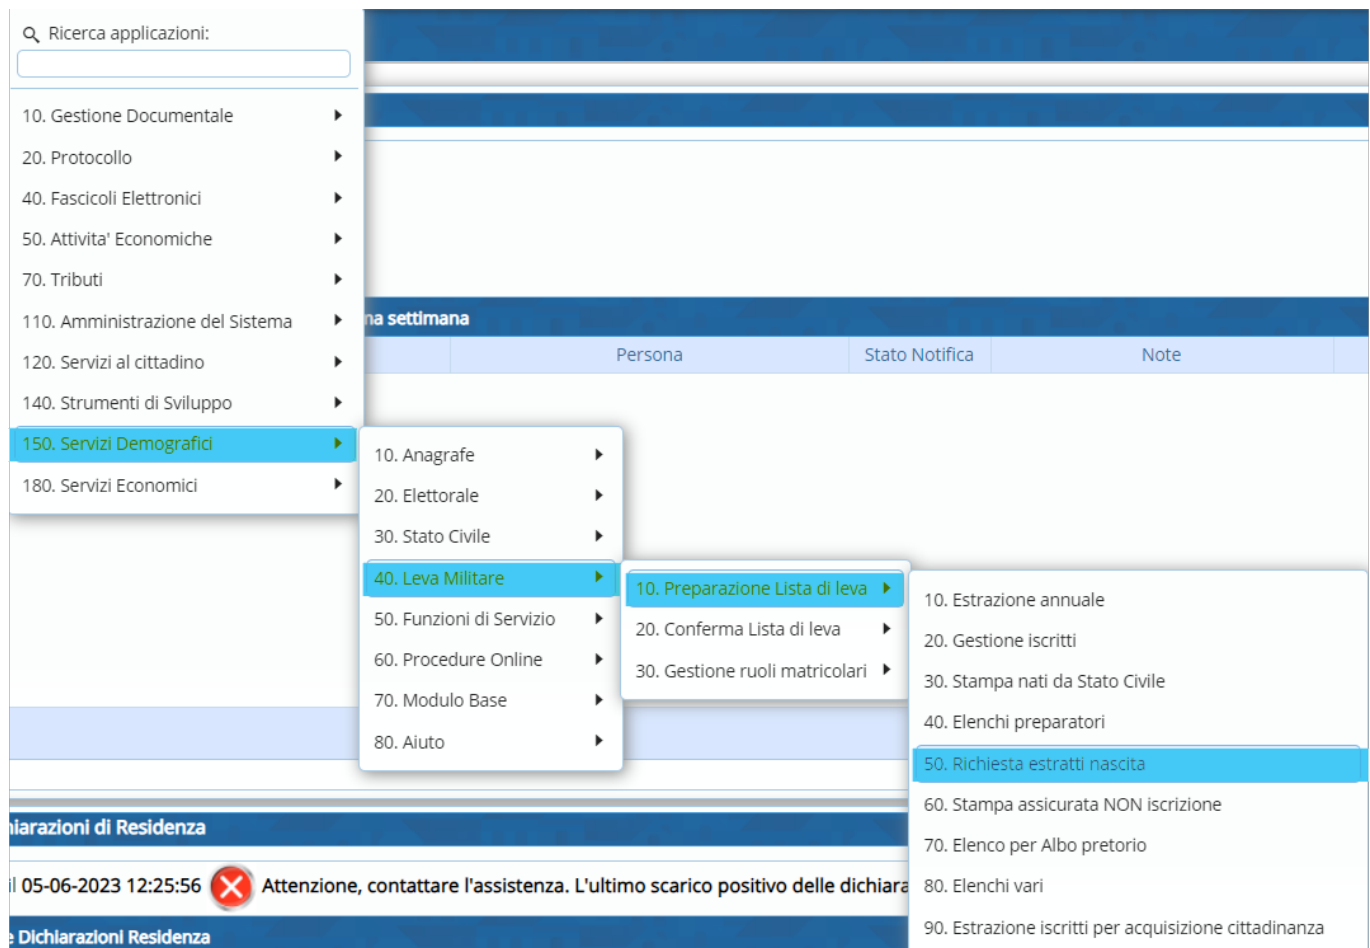 Ricerca applicazioni:
10. Gestione Documentale
20. Protocollo
40. Fascicoli Elettronici
50. Attivita' Economiche
70. Tributi
110. Amministrazione del Sistema
120. Servizi al cittadino
140. Strumenti di Sviluppo
150. Servizi Demografici
180. Servizi Economici
settimana
Persona
Stato Notifica
Note
10. Anagrafe
20. Elettorale
30. Stato Civile
40. Leva Militare
50. Funzioni di Servizio
60. Procedure Online
70. Modulo Base
80. Aiuto
10. Preparazione Lista di leva
20. Conferma Lista di leva
30. Gestione ruoli matricolari
10. Estrazione annuale
20. Gestione iscritti
30. Stampa nati da Stato Civile
40. Elenchi preparatori
50. Richiesta estratti nascita
60. Stampa assicurata NON iscrizione
70. Elenco per Albo pretorio
80. Elenchi vari
90. Estrazione iscritti per acquisizione cittadinanza
hiarazioni di Residenza
il 05-06-2023 12:25:56 Attenzione, contattare l'assistenza. L'ultimo scarico positivo delle dichiara
e Dichiarazioni Residenza